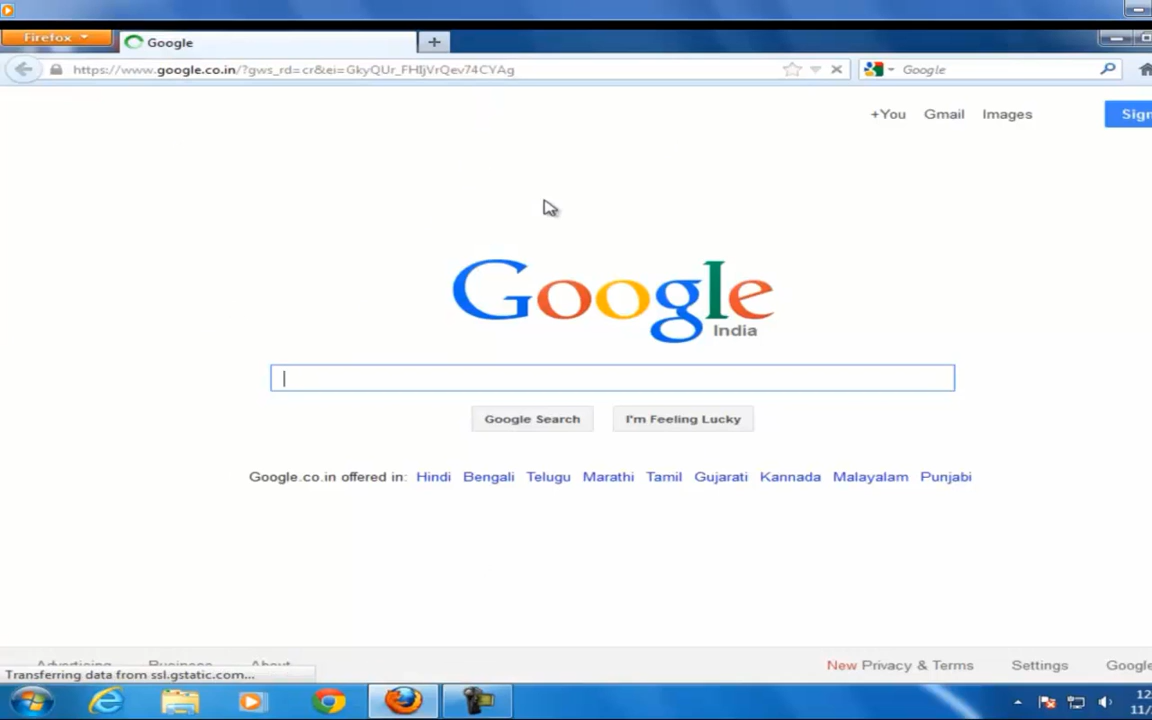 Firefox
Google
https://www.google.co.in/?gws_rd=cr&ei=GkyQUr_FHIjVrQev74CYAg
Google
+You Gmail Images Sign
Google
India
Google Search I'm Feeling Lucky
Google.co.in offered in: Hindi Bengali Telugu Marathi Tamil Gujarati Kannada Malayalam Punjabi
Advertising Business About New Privacy & Terms Settings Google
Transferring data from ssl.gstatic.com...
12
11/